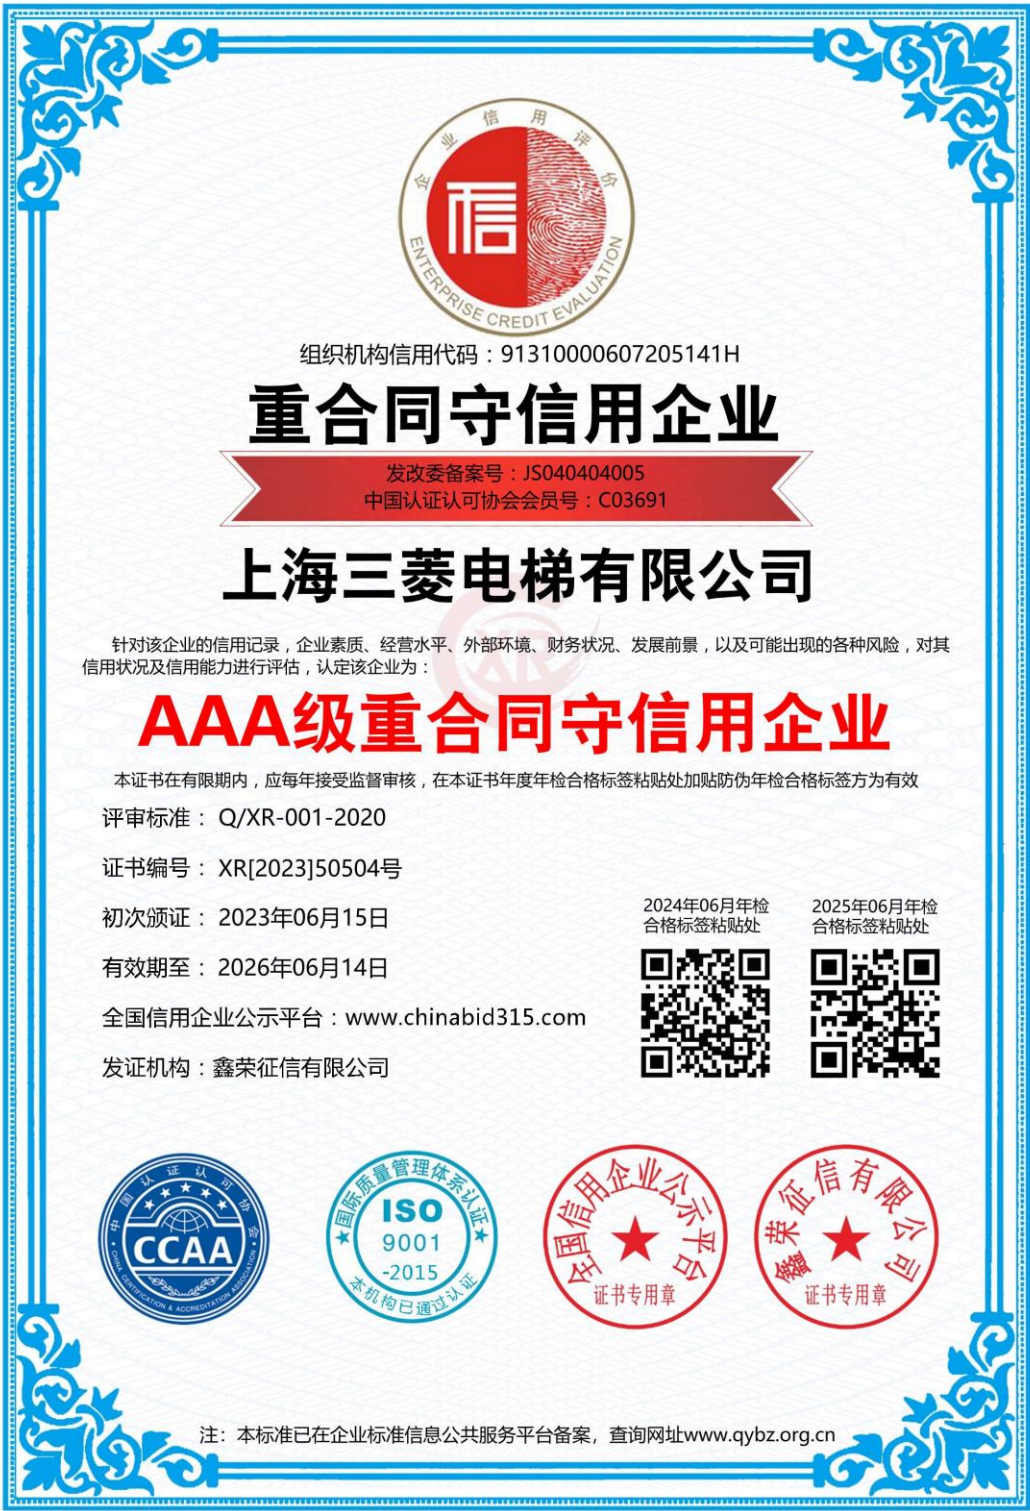 企业信用评价
信
ENTERPRISE CREDIT EVALUATION
组织机构信用代码：91310000607205141H
重合同守信用企业
发改委备案号：JS040404005
中国认证认可协会会员号：C03691
上海三菱电梯有限公司
XR
针对该企业的信用记录，企业素质、经营水平、外部环境、财务状况、发展前景，以及可能出现的各种风险，对其
信用状况及信用能力进行评估，认定该企业为：
AAA级重合同守信用企业
本证书在有限期内，应每年接受监督审核，在本证书年度年检合格标签粘贴处加贴防伪年检合格标签方为有效
评审标准： Q/XR-001-2020
证书编号： XR[2023]50504号
初次颁证： 2023年06月15日
有效期至： 2026年06月14日
全国信用企业公示平台：www.chinabid315.com
发证机构：鑫荣征信有限公司
2024年06月年检
合格标签粘贴处
2025年06月年检
合格标签粘贴处
中国认证认可协会
CCAA
CHINA CERTIFICATION & ACCREDITATION ASSOCIATION
国际质量管理体系认证
ISO
9001
-2015
本机构已通过认证
全国信用企业公示平台
证书专用章
鑫荣征信有限公司
证书专用章
注：本标准已在企业标准信息公共服务平台备案，查询网址www.qybz.org.cn